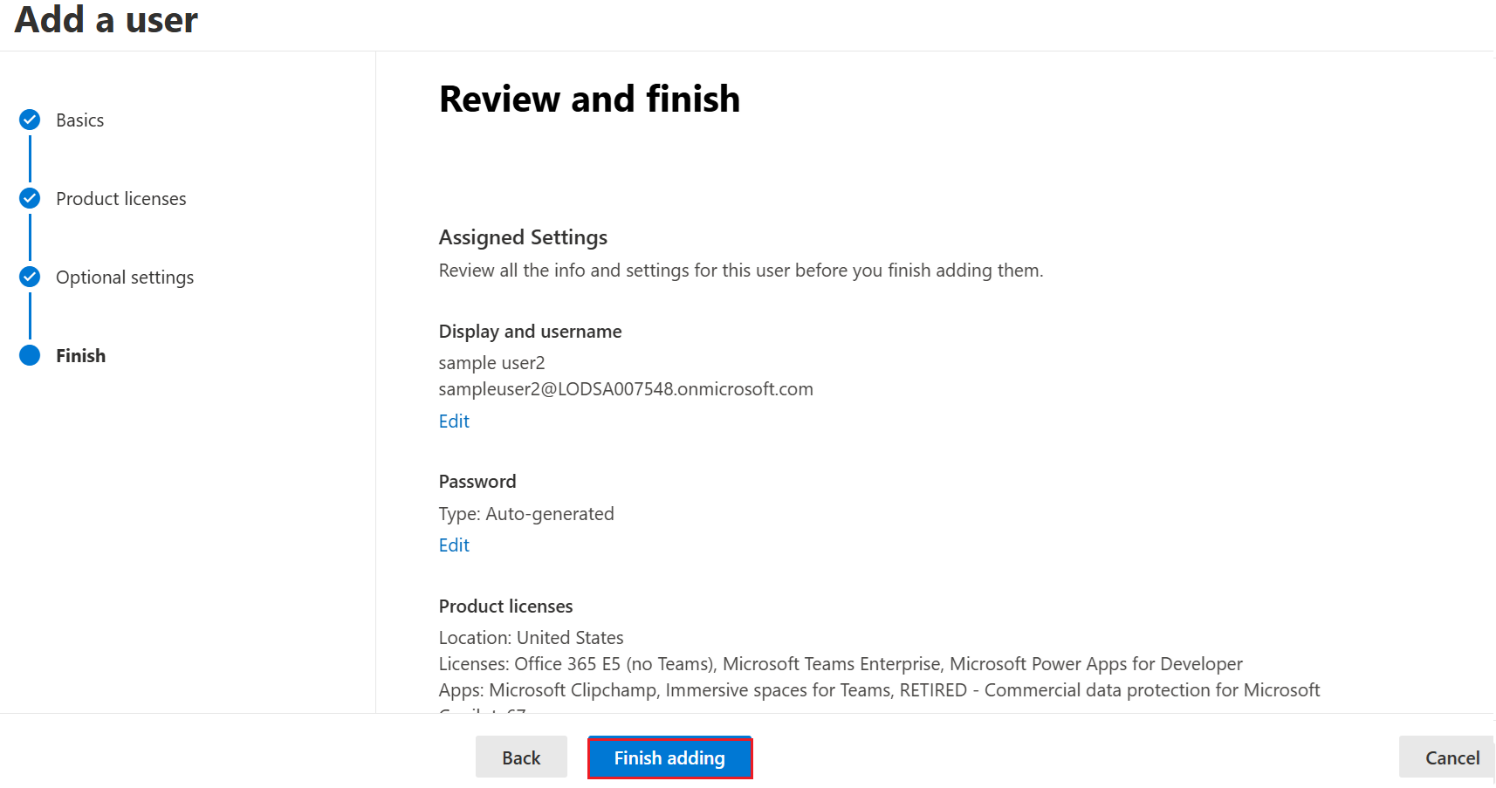 Add a user
Basics
Product licenses
Optional settings
Finish
Review and finish
Assigned Settings
Review all the info and settings for this user before you finish adding them.
Display and username
sample user2
sampleuser2@LODSA007548.onmicrosoft.com
Edit
Password
Type: Auto-generated
Edit
Product licenses
Location: United States
Licenses: Office 365 E5 (no Teams), Microsoft Teams Enterprise, Microsoft Power Apps for Developer
Apps: Microsoft Clipchamp, Immersive spaces for Teams, RETIRED - Commercial data protection for Microsoft
Back
Finish adding
Cancel